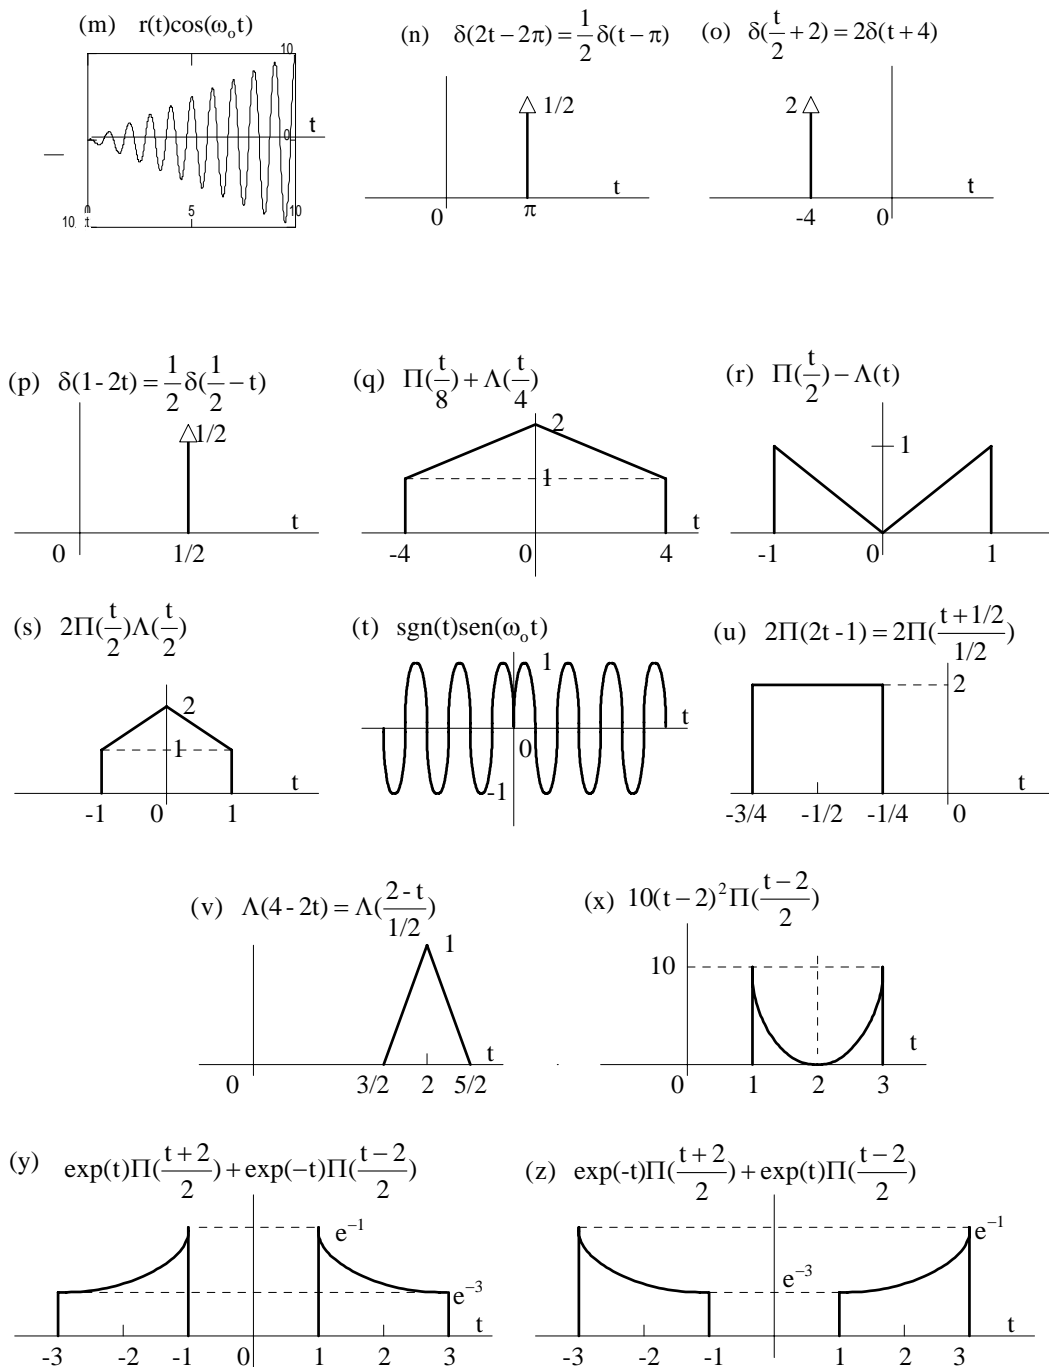 (m) r(t)cos(ω₀t)
(n) δ(2t − 2π) = 1/2 δ(t − π)
(o) δ(t/2 + 2) = 2δ(t + 4)
10
0
t
0
5
10
10
t
1/2
t
0
π
2
t
-4
0
(p) δ(1 - 2t) = 1/2 δ(1/2 − t)
(q) Π(t/8) + Λ(t/4)
(r) Π(t/2) − Λ(t)
1/2
t
0
1/2
2
1
t
-4
0
4
1
-1
0
1
(s) 2Π(t/2)Λ(t/2)
(t) sgn(t)sen(ω₀t)
(u) 2Π(2t - 1) = 2Π((t + 1/2)/(1/2))
2
1
t
-1
0
1
1
t
0
-1
2
t
-3/4
-1/2
-1/4
0
(v) Λ(4 - 2t) = Λ((2 - t)/(1/2))
(x) 10(t − 2)² Π((t − 2)/2)
1
t
0
3/2
2
5/2
10
t
0
1
2
3
(y) exp(t)Π((t + 2)/2) + exp(−t)Π((t − 2)/2)
(z) exp(-t)Π((t + 2)/2) + exp(t)Π((t − 2)/2)
e⁻¹
e⁻³
t
-3
-2
-1
0
1
2
3
e⁻¹
e⁻³
t
-3
-2
-1
0
1
2
3